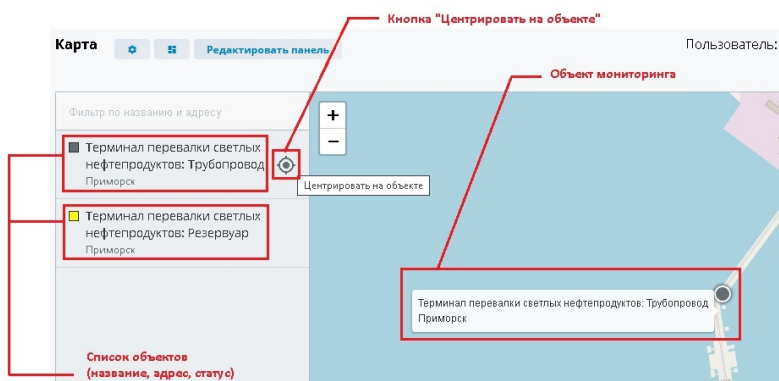 Кнопка "Центрировать на объекте"
Карта
Редактировать панель
Пользователь:
Объект мониторинга
Фильтр по названию и адресу
+
−
Терминал перевалки светлых
нефтепродуктов: Трубопровод
Приморск
Центрировать на объекте
Терминал перевалки светлых
нефтепродуктов: Резервуар
Приморск
Терминал перевалки светлых нефтепродуктов: Трубопровод
Приморск
Список объектов
(название, адрес, статус)